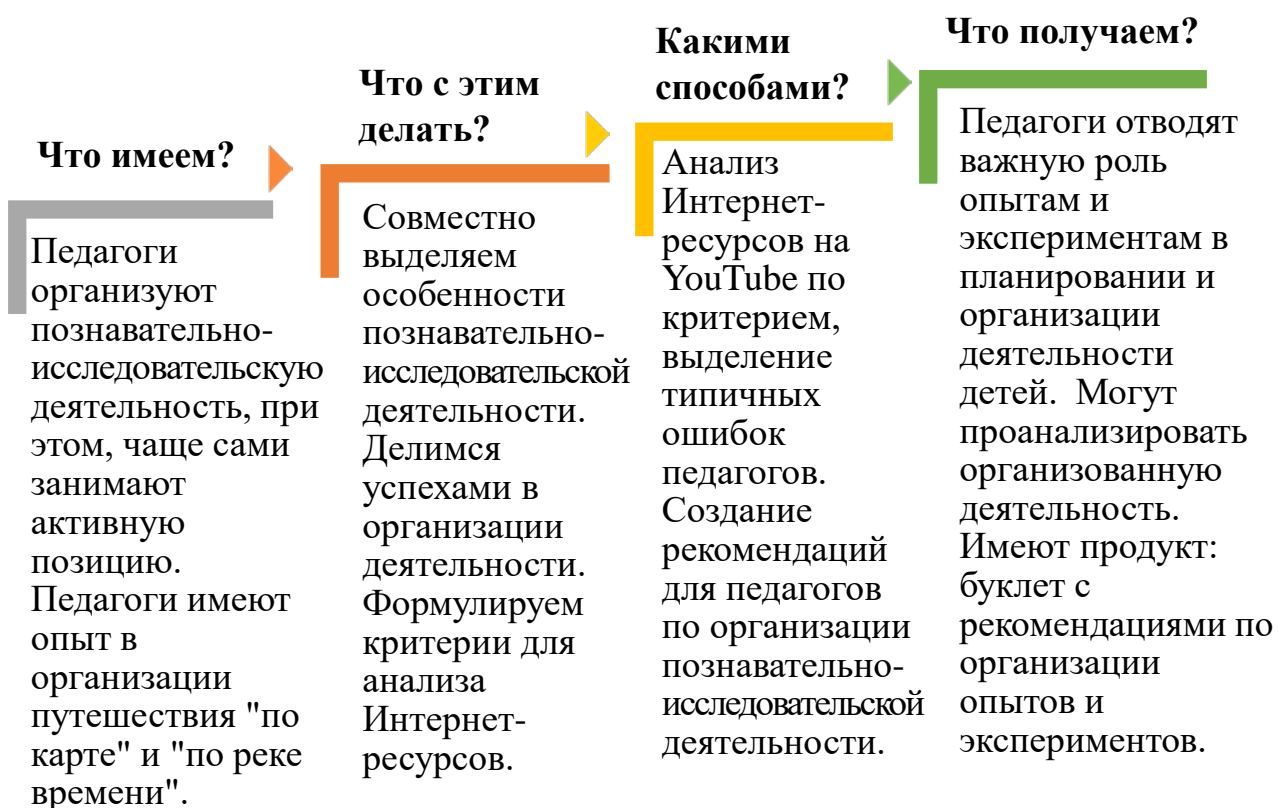 Что имеем?
Педагоги
организуют
познавательно-
исследовательскую
деятельность, при
этом, чаще сами
занимают
активную
позицию.
Педагоги имеют
опыт в
организации
путешествия "по
карте" и "по реке
времени".
Что с этим
делать?
Совместно
выделяем
особенности
познавательно-
исследовательской
деятельности.
Делимся
успехами в
организации
деятельности.
Формулируем
критерии для
анализа
Интернет-
ресурсов.
Какими
способами?
Анализ
Интернет-
ресурсов на
YouTube по
критерием,
выделение
типичных
ошибок
педагогов.
Создание
рекомендаций
для педагогов
по организации
познавательно-
исследовательской
деятельности.
Что получаем?
Педагоги отводят
важную роль
опытам и
экспериментам в
планировании и
организации
деятельности
детей. Могут
проанализировать
организованную
деятельность.
Имеют продукт:
буклет с
рекомендациями по
организации
опытов и
экспериментов.